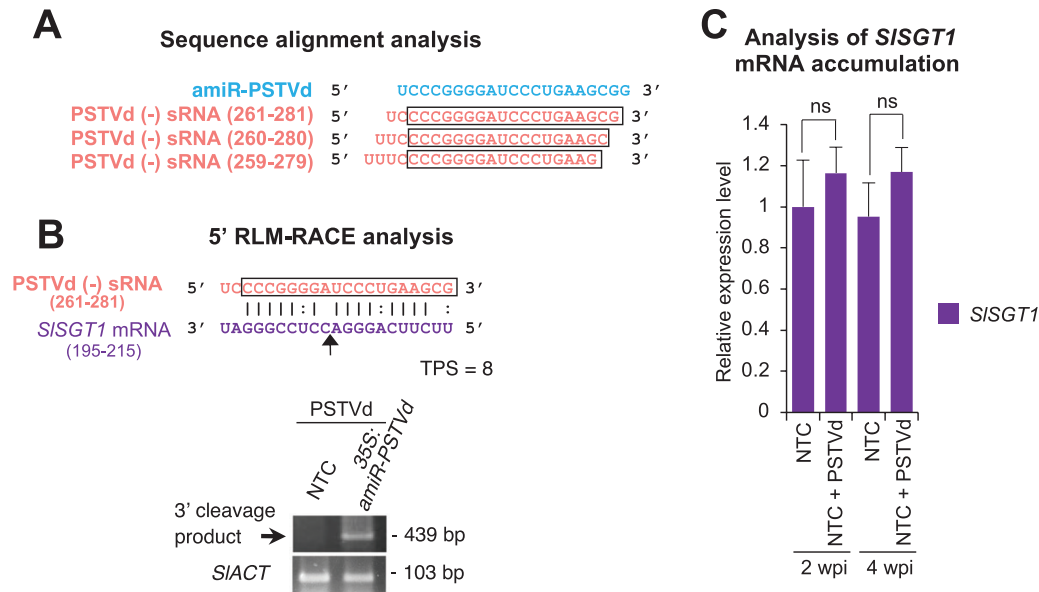 A
Sequence alignment analysis
amiR-PSTVd 5′ UCCCGGGGAUCCCUGAAGCGG 3′
PSTVd (-) sRNA (261-281) 5′ UCCCCGGGGAUCCCUGAAGCG 3′
PSTVd (-) sRNA (260-280) 5′ UUCCCCGGGGAUCCCUGAAGC 3′
PSTVd (-) sRNA (259-279) 5′ UUUCCCCGGGGAUCCCUGAAG 3′
B
5′ RLM-RACE analysis
PSTVd (-) sRNA 5′ UCCCCGGGGAUCCCUGAAGCG 3′
(261-281)
SlSGT1 mRNA 3′ UAGGGCCUCCAGGGACUUCUU 5′
(195-215)
TPS = 8
PSTVd
NTC
35S:
amiR-PSTVd
3′ cleavage
product
- 439 bp
SlACT
- 103 bp
C
Analysis of SlSGT1
mRNA accumulation
Relative expression level
1.4
1.2
1
0.8
0.6
0.4
0.2
0
ns
ns
NTC
NTC + PSTVd
NTC
NTC + PSTVd
2 wpi
4 wpi
SlSGT1